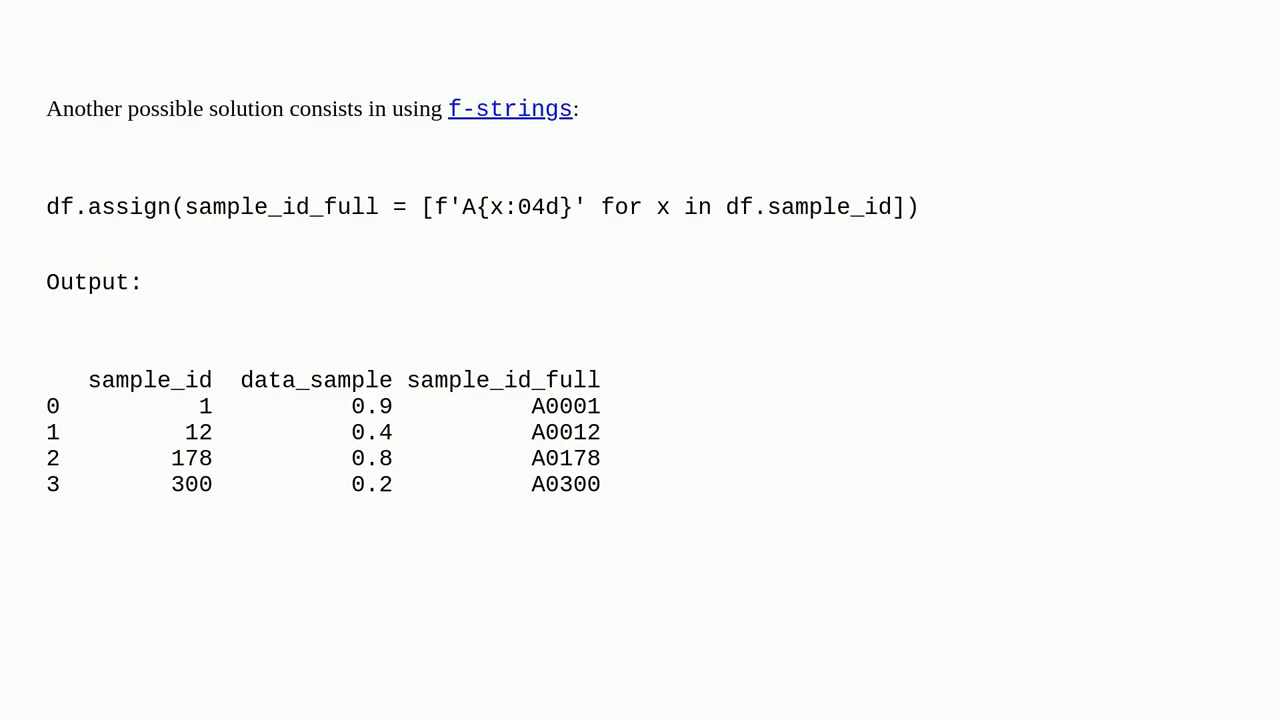 Another possible solution consists in using f-strings:
df.assign(sample_id_full = [f'A{x:04d}' for x in df.sample_id])
Output:
   sample_id  data_sample sample_id_full
0          1          0.9          A0001
1         12          0.4          A0012
2        178          0.8          A0178
3        300          0.2          A0300